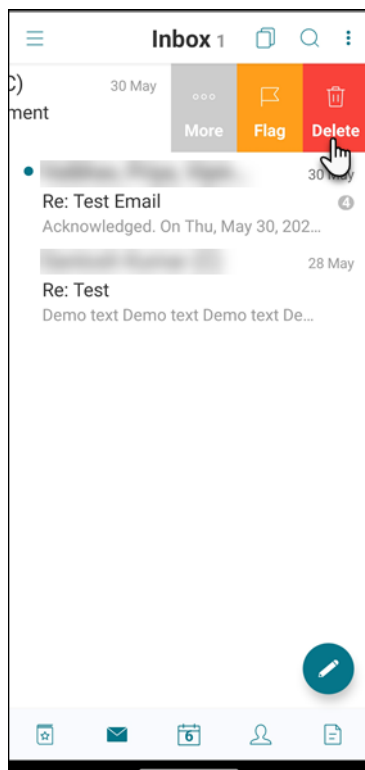 Inbox 1
C) 30 May
ment
More Flag Delete
30 May
Re: Test Email 4
Acknowledged. On Thu, May 30, 202...
28 May
Re: Test
Demo text Demo text Demo text De...
6